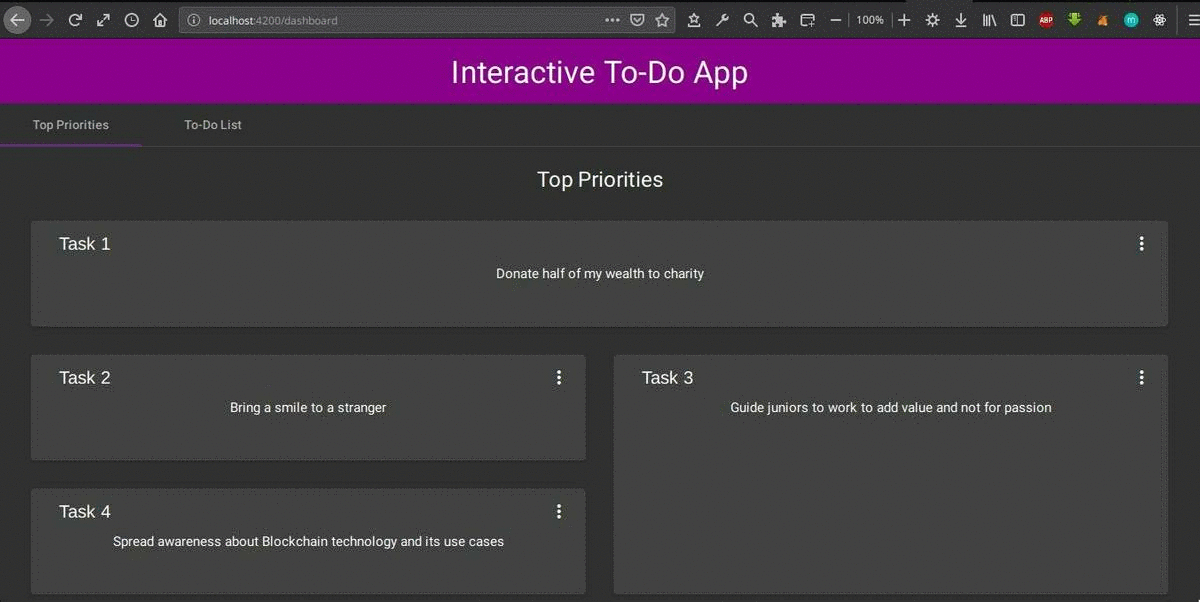 localhost:4200/dashboard
100%
ABP
m
Interactive To-Do App
Top Priorities
To-Do List
Top Priorities
Task 1
Donate half of my wealth to charity
Task 2
Bring a smile to a stranger
Task 3
Guide juniors to work to add value and not for passion
Task 4
Spread awareness about Blockchain technology and its use cases